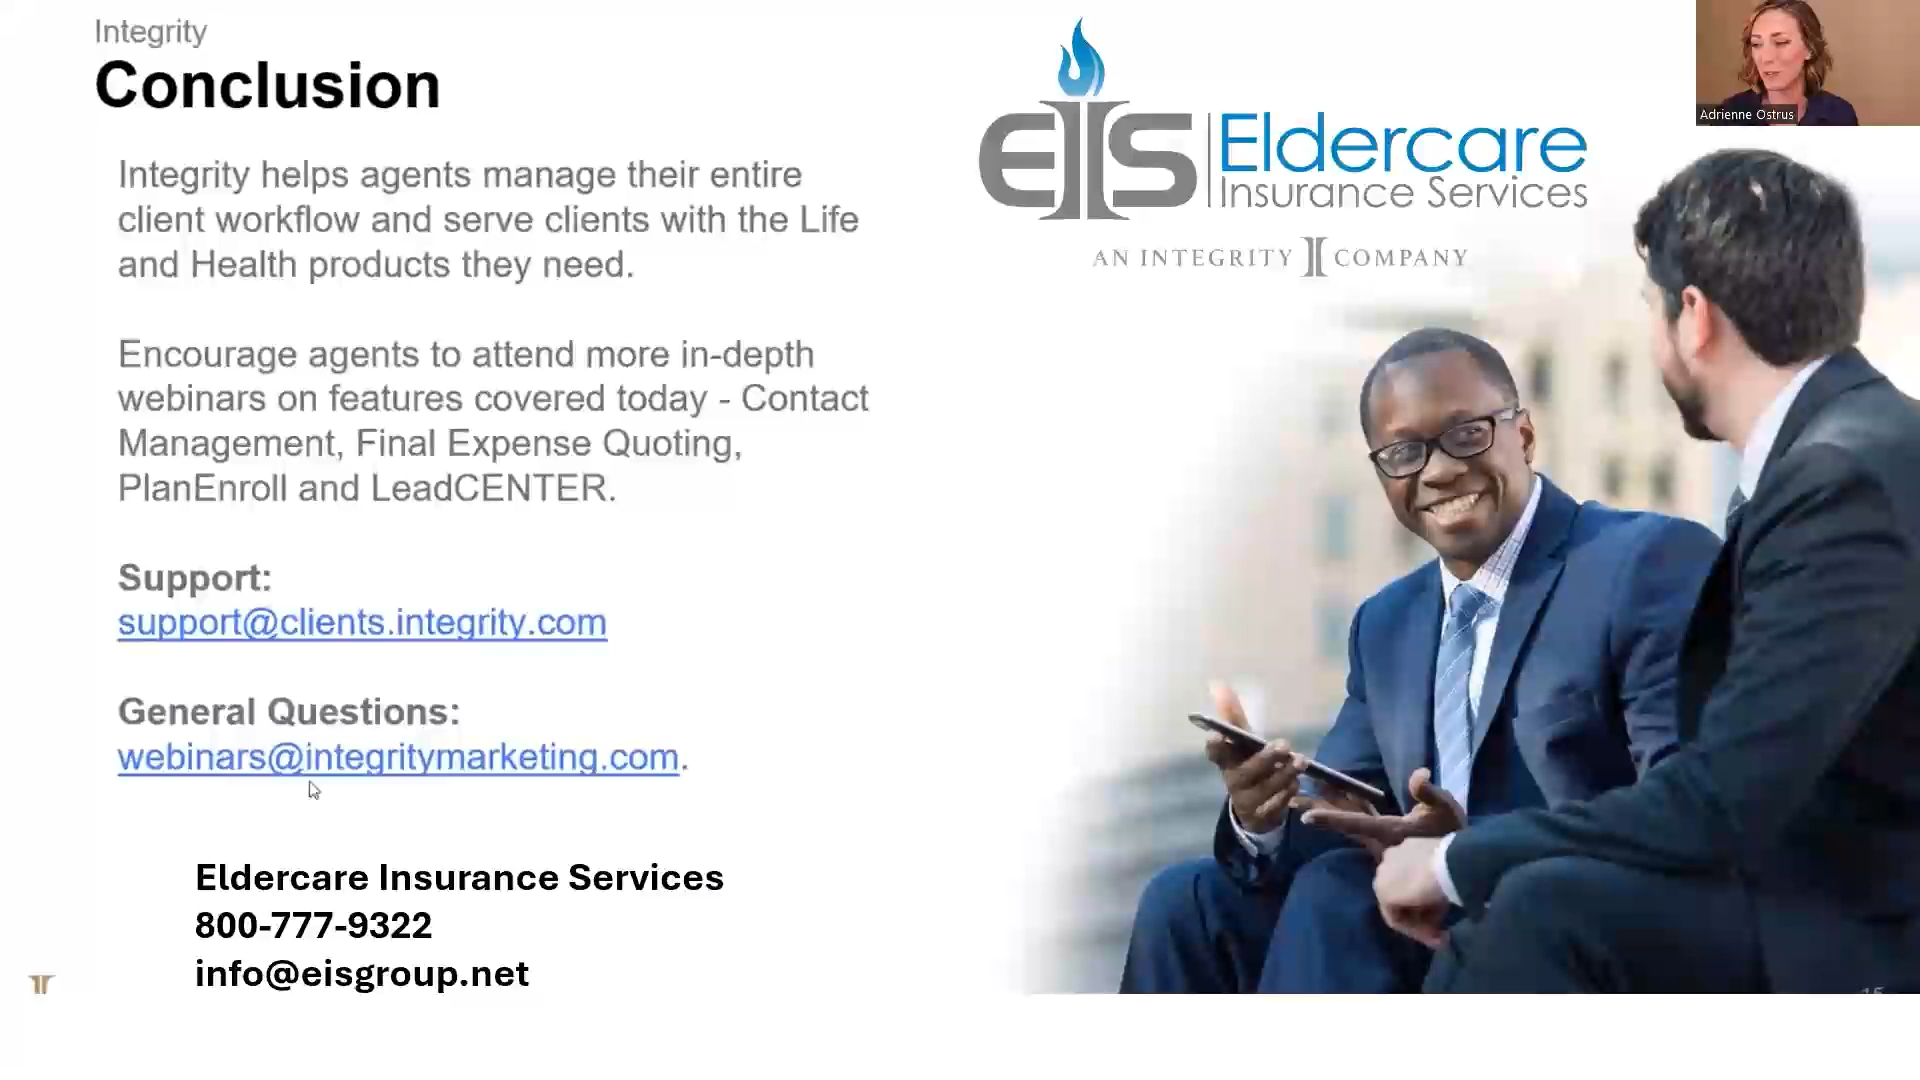 Integrity
Conclusion
Integrity helps agents manage their entire
client workflow and serve clients with the Life
and Health products they need.
Encourage agents to attend more in-depth
webinars on features covered today - Contact
Management, Final Expense Quoting,
PlanEnroll and LeadCENTER.
Support:
support@clients.integrity.com
General Questions:
webinars@integritymarketing.com.
Eldercare Insurance Services
800-777-9322
info@eisgroup.net
EIS Eldercare
Insurance Services
AN INTEGRITY COMPANY
Adrienne Ostrus